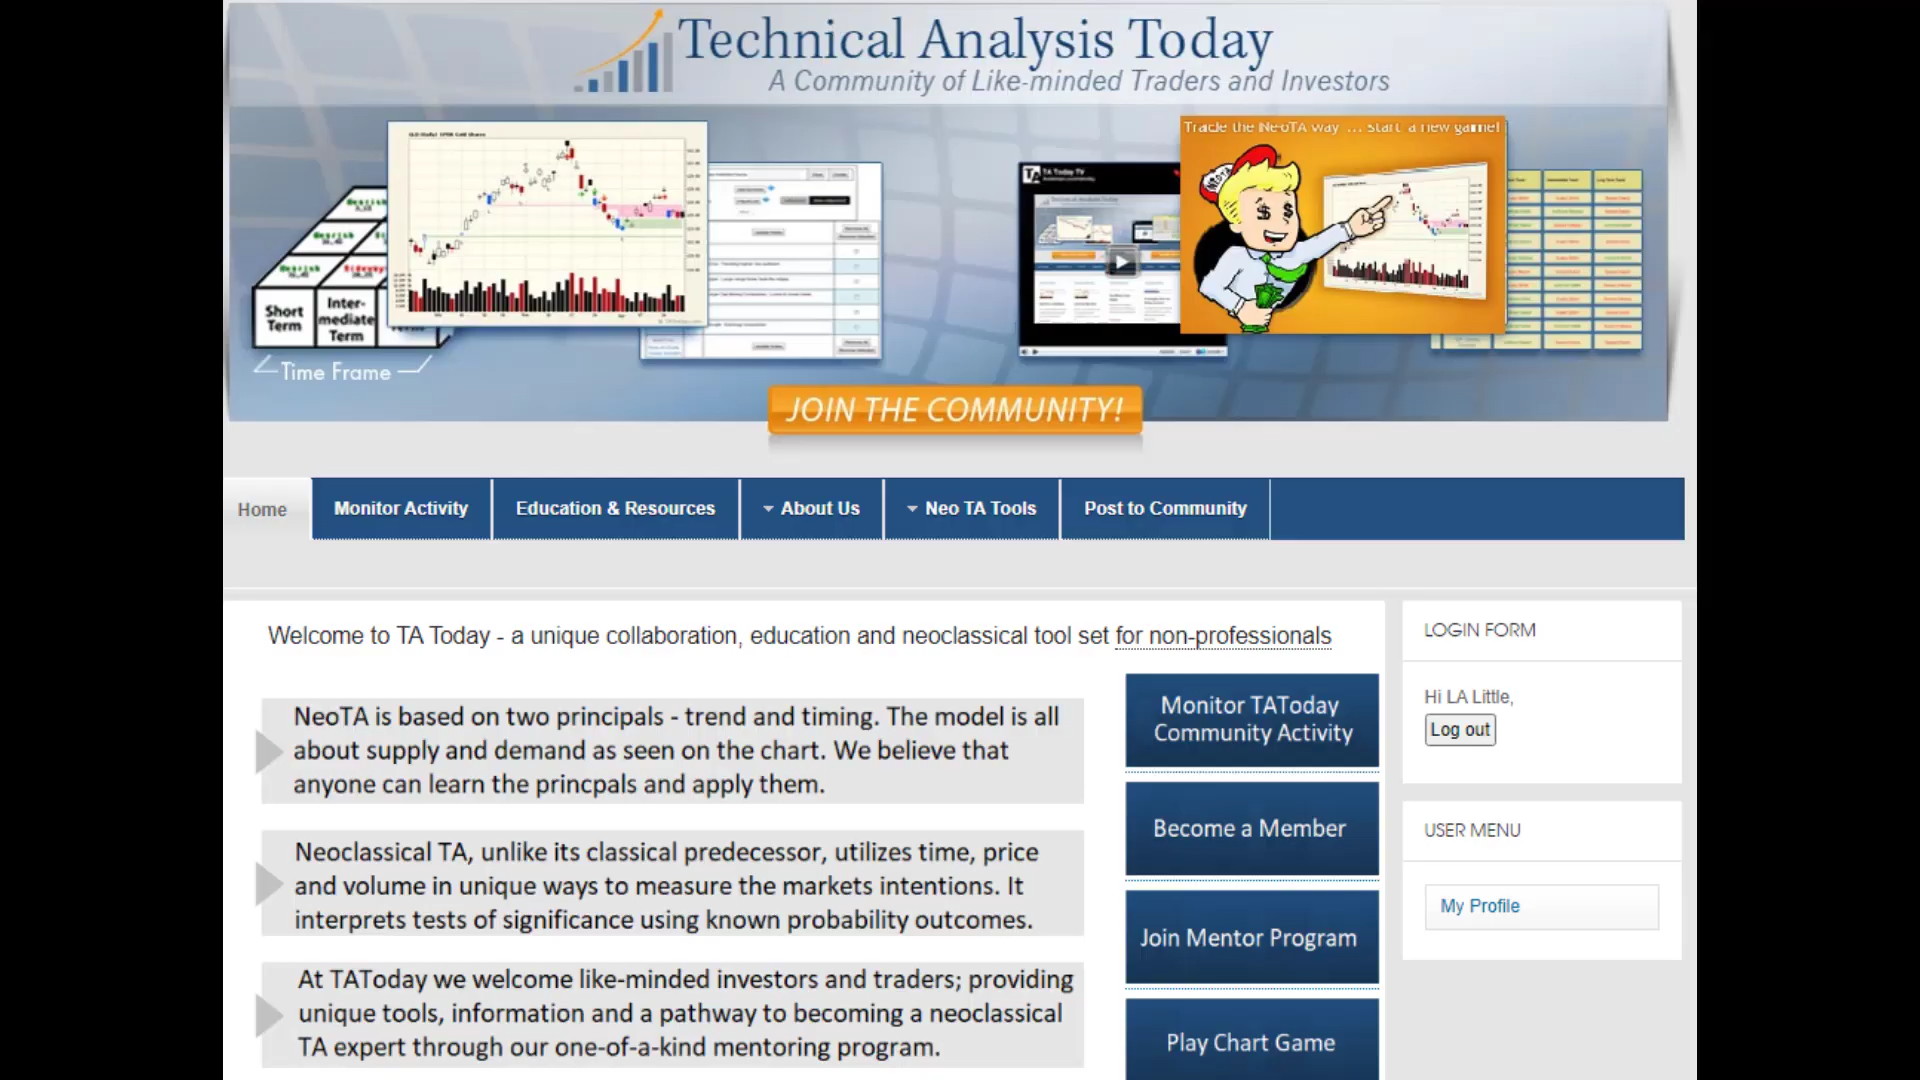 Technical Analysis Today
A Community of Like-minded Traders and Investors
Trade the NeoTA way ... start a new game!
TA Today TV
NEOTA
Short
Term
Inter-
mediate
Term
Time Frame
JOIN THE COMMUNITY!
Home
Monitor Activity
Education & Resources
About Us
Neo TA Tools
Post to Community
Welcome to TA Today - a unique collaboration, education and neoclassical tool set for non-professionals
NeoTA is based on two principals - trend and timing. The model is all
about supply and demand as seen on the chart. We believe that
anyone can learn the princpals and apply them.
Neoclassical TA, unlike its classical predecessor, utilizes time, price
and volume in unique ways to measure the markets intentions. It
interprets tests of significance using known probability outcomes.
At TAToday we welcome like-minded investors and traders; providing
unique tools, information and a pathway to becoming a neoclassical
TA expert through our one-of-a-kind mentoring program.
Monitor TAToday
Community Activity
Become a Member
Join Mentor Program
Play Chart Game
LOGIN FORM
Hi LA Little,
Log out
USER MENU
My Profile